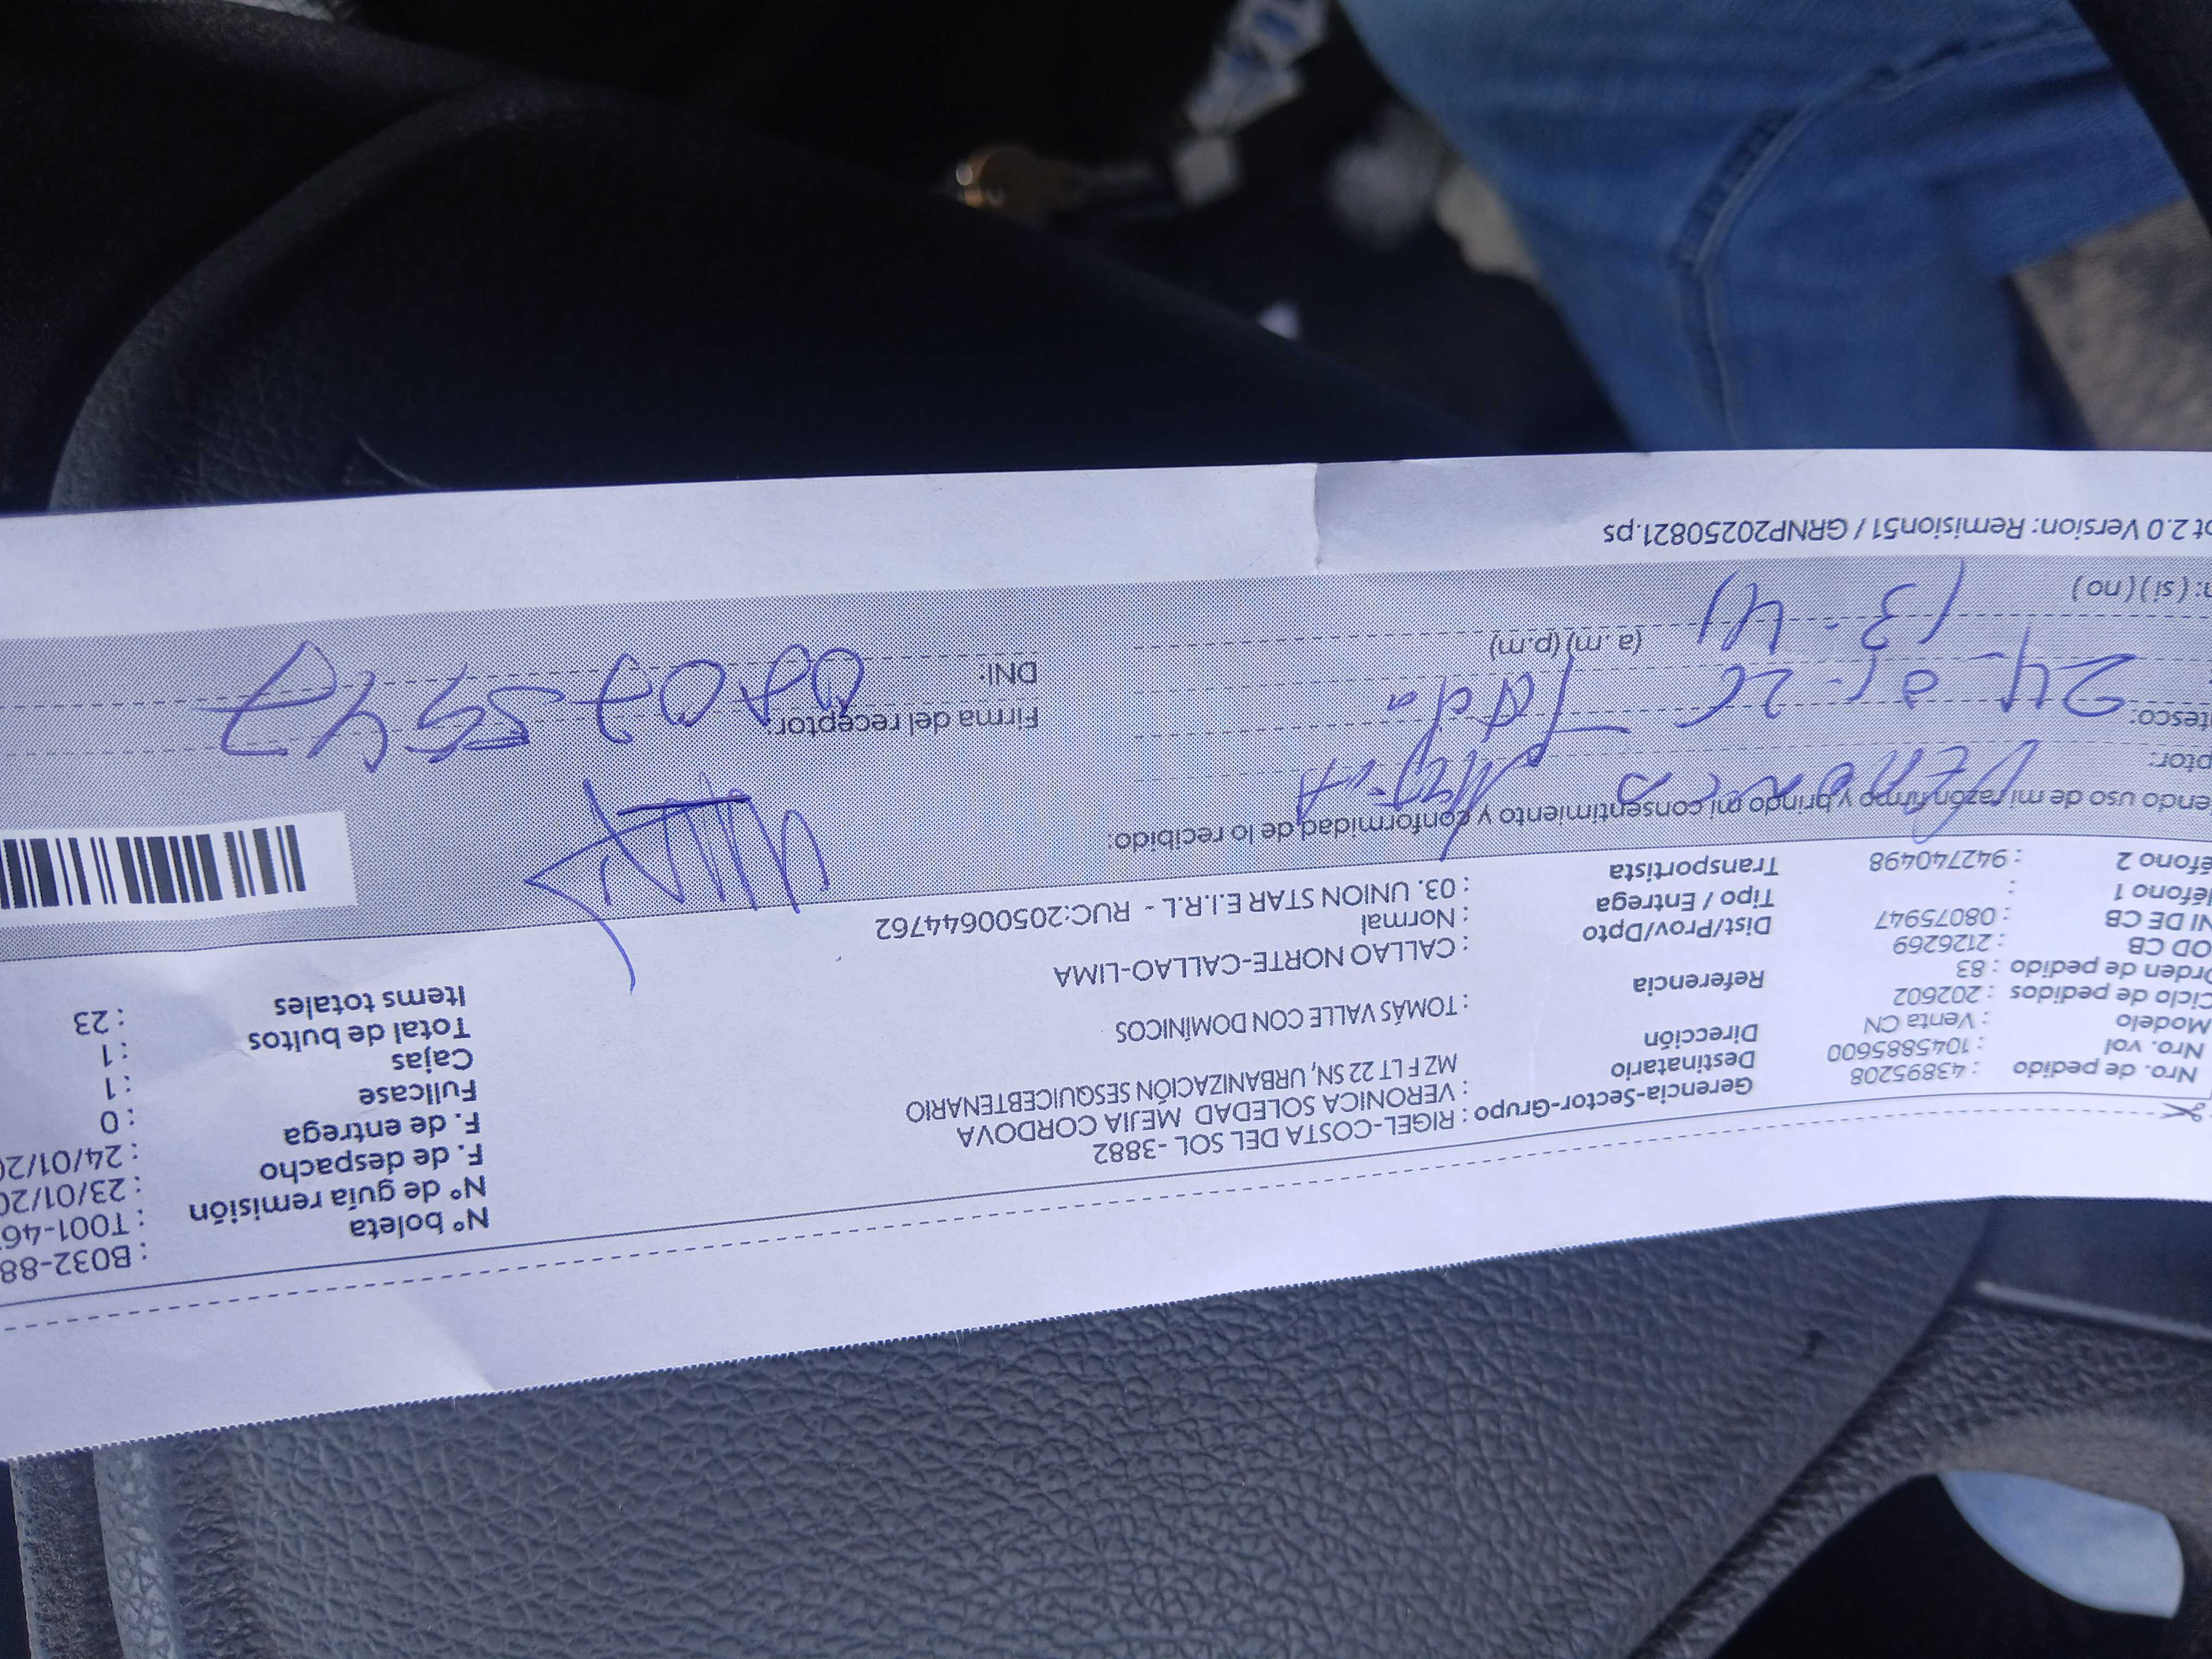 Nro. de pedido : 43895208
Nro. vol : 1045885600
Modelo : Venta CN
Ciclo de pedidos : 202602
Orden de pedido : 83
OD CB : 2126269
NI DE CB : 08075947
léfono 1 :
éfono 2 : 942740498
Gerencia-Sector-Grupo : RIGEL-COSTA DEL SOL -3882
Destinatario : VERONICA SOLEDAD MEJIA CORDOVA
Dirección MZ F LT 22 SN, URBANIZACIÓN SESQUICEBTENARIO
Referencia : TOMÁS VALLE CON DOMÍNICOS
Dist/Prov/Dpto : CALLAO NORTE-CALLAO-LIMA
Tipo / Entrega : Normal
Transportista : 03. UNION STAR E.I.R.L - RUC:20500644762
Nº boleta : B032-88
Nº de guía remisión : T001-46
F. de despacho : 23/01/20
F. de entrega : 24/01/20
Fullcase : 0
Cajas : 1
Total de bultos : 1
Items totales : 23
endo uso de mi razón firmo y brindo mi consentimiento y conformidad de lo recibido:
ptor:
tesco:
24-01-26
13-41 (a.m) (p.m)
n: ( si ) ( no )
Firma del receptor:
DNI:
pt 2.0 Version: Remision51 / GRNP20250821.ps